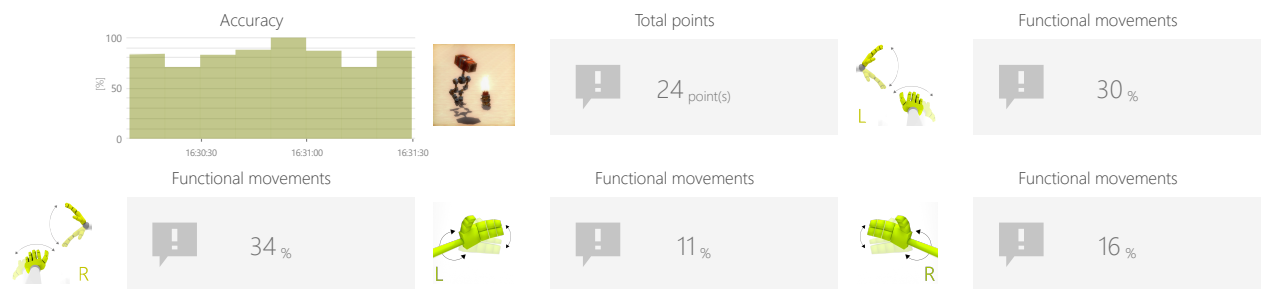 Accuracy
100
[%]
50
0
16:30:30 16:31:00 16:31:30
Total points
24 point(s)
Functional movements
L
30 %
Functional movements
R
34 %
Functional movements
L
11 %
Functional movements
R
16 %